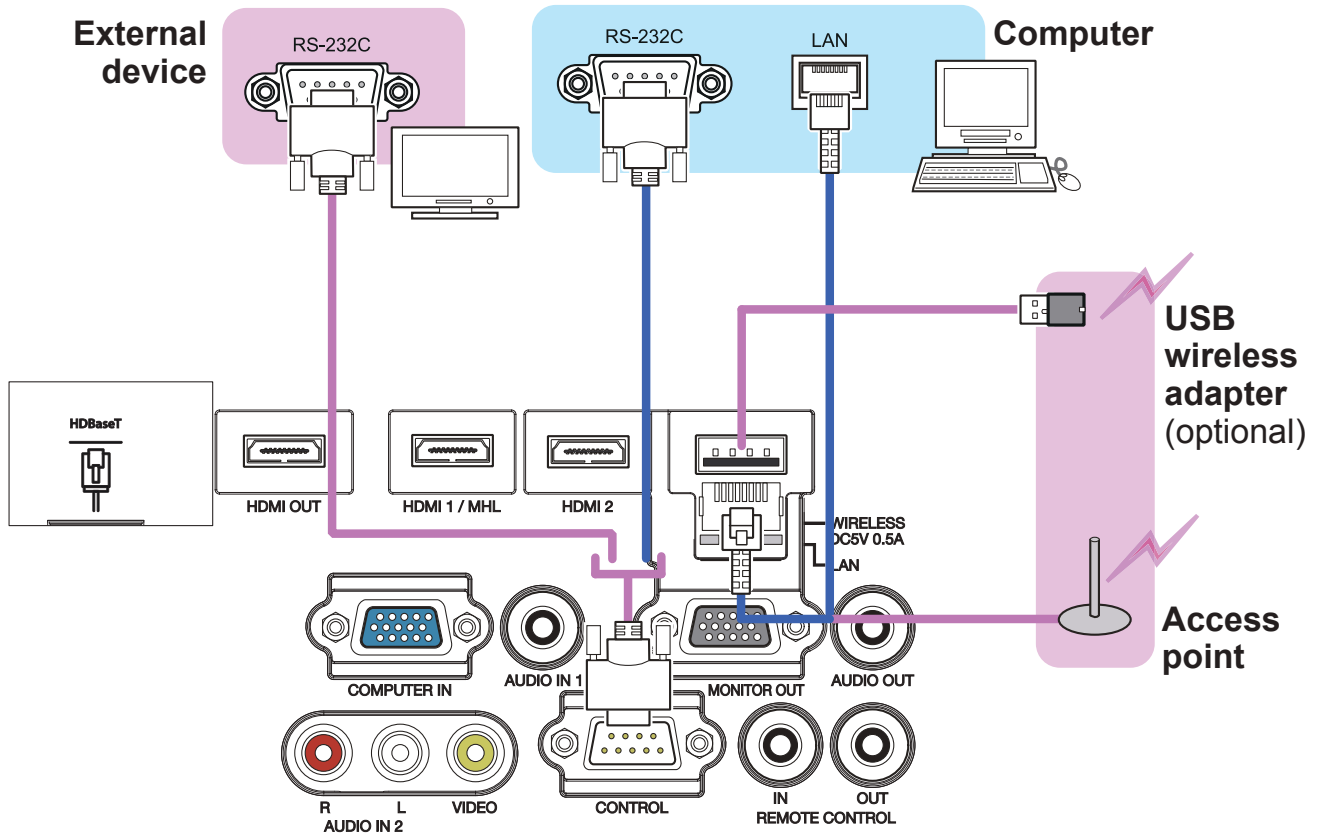 External
device
RS-232C
RS-232C
LAN
Computer
USB
wireless
adapter
(optional)
HDBaseT
HDMI OUT
HDMI 1 / MHL
HDMI 2
WIRELESS
DC5V 0.5A
LAN
Access
point
COMPUTER IN
AUDIO IN 1
MONITOR OUT
AUDIO OUT
R
L
VIDEO
AUDIO IN 2
CONTROL
IN
OUT
REMOTE CONTROL